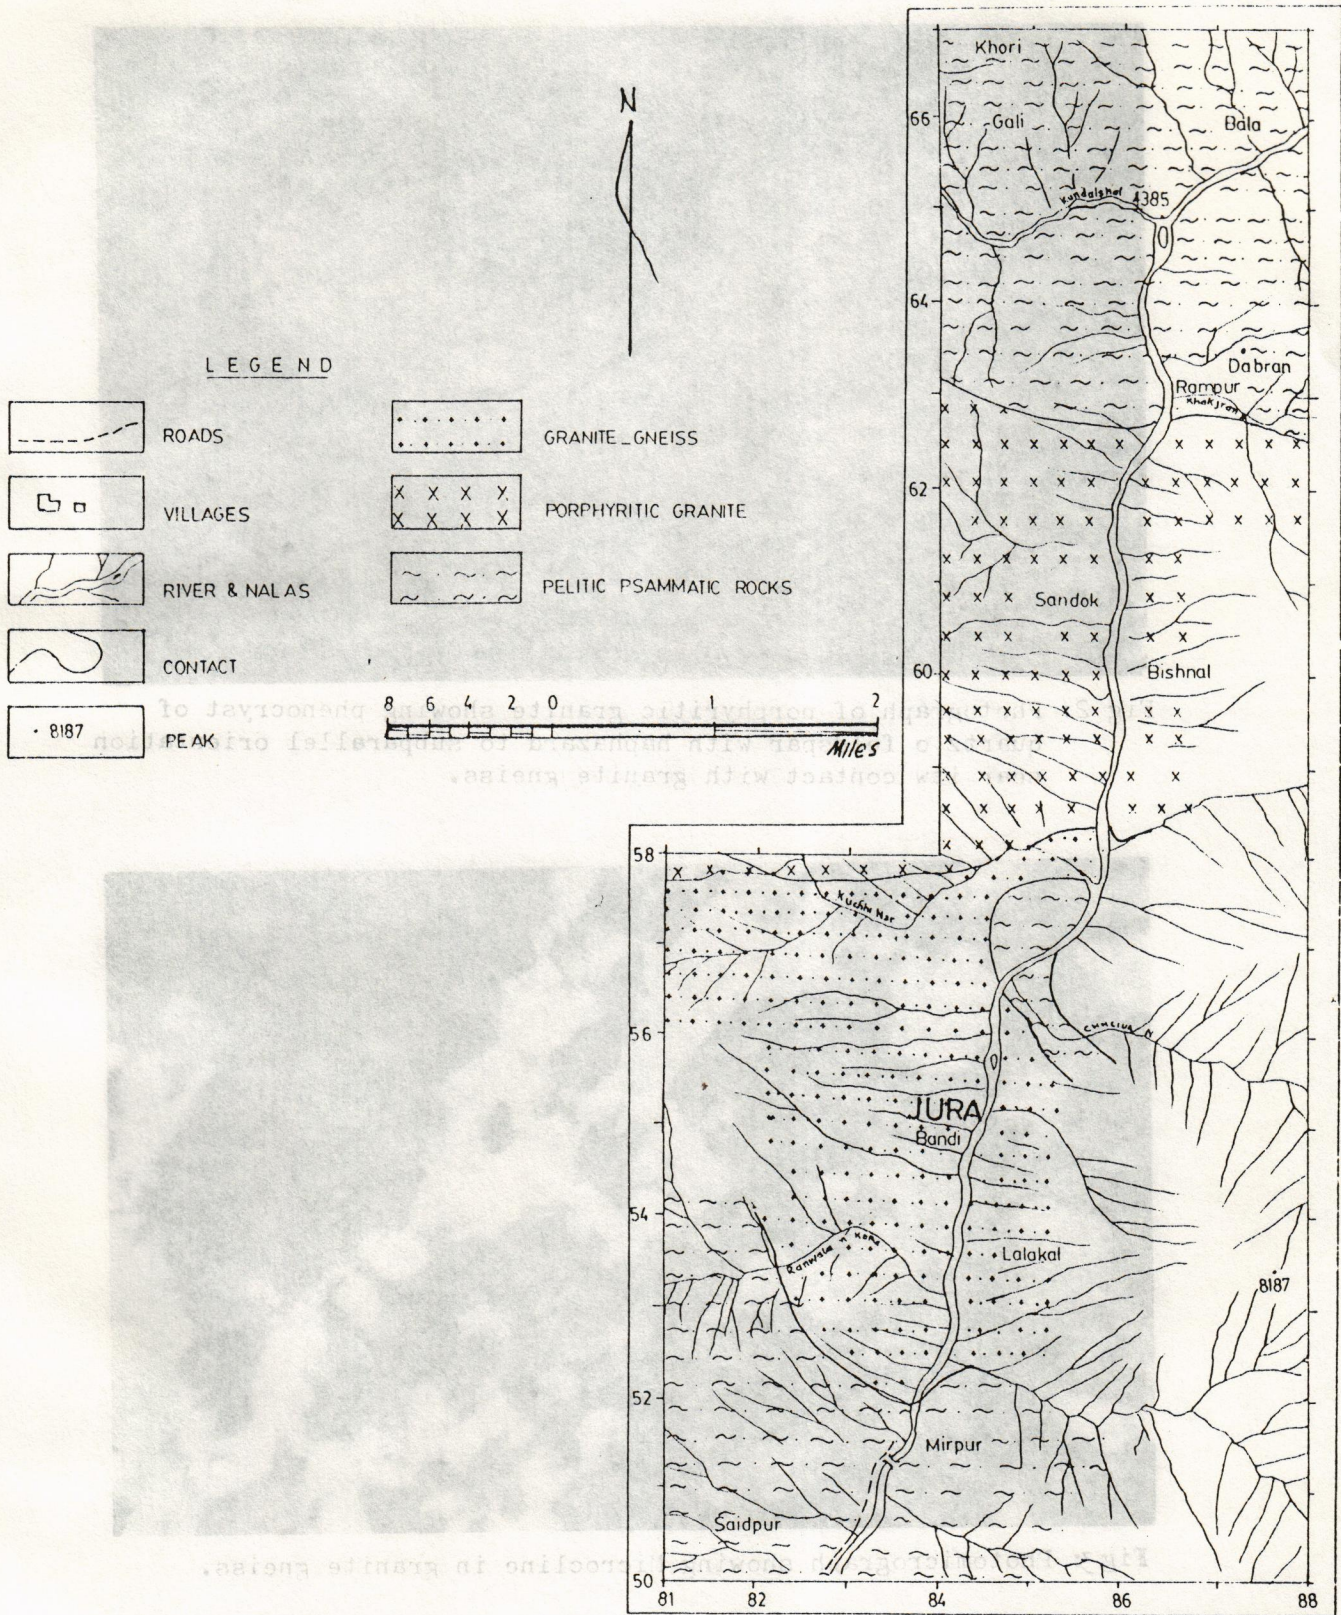 N
LEGEND
ROADS
VILLAGES
RIVER & NALAS
CONTACT
8187 PEAK
GRANITE_GNEISS
PORPHYRITIC GRANITE
PELITIC PSAMMATIC ROCKS
8 6 4 2 0 1 2
Miles
Khori
66
Gali
Bala
Kundalshai
4385
64
Dabran
Rampur
62
Sandok
60
Bishnal
58
56
JURA
Bandi
54
Lalakal
8187
52
Mirpur
Saidpur
50
81 82 84 86 88